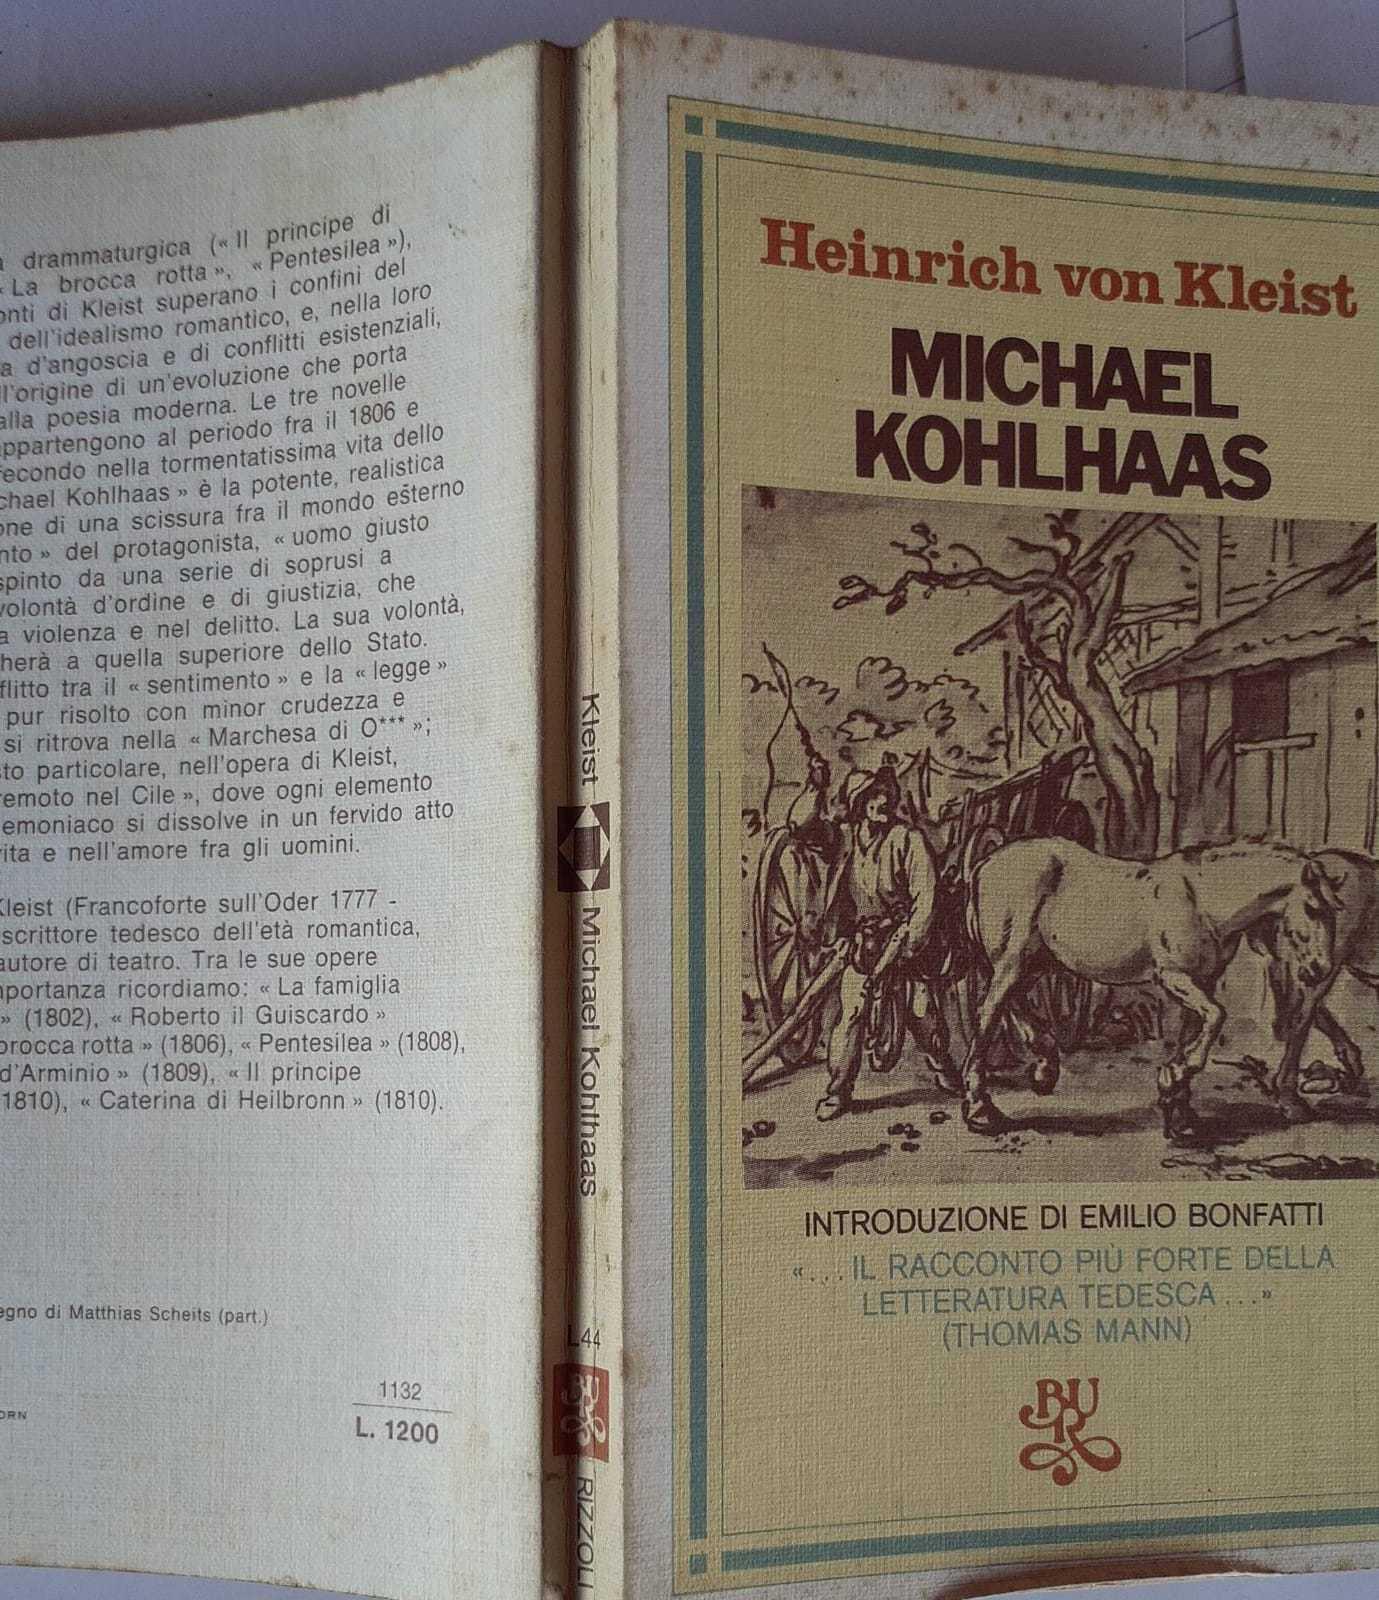 drammaturgica (« Il principe di
« La brocca rotta », « Pentesilea »),
di Kleist superano i confini del
dell'idealismo romantico, e, nella loro
d'angoscia e di conflitti esistenziali,
origine di un'evoluzione che porta
alla poesia moderna. Le tre novelle
appartengono al periodo fra il 1806 e
fecondo nella tormentatissima vita dello
chael Kohlhaas » è la potente, realistica
one di una scissura fra il mondo esterno
nto » del protagonista, « uomo giusto
spinto da una serie di soprusi a
volontà d'ordine e di giustizia, che
a violenza e nel delitto. La sua volontà,
cherà a quella superiore dello Stato.
flitto tra il « sentimento » e la « legge »
pur risolto con minor crudezza e
si ritrova nella « Marchesa di O*** »;
sto particolare, nell'opera di Kleist,
remoto nel Cile », dove ogni elemento
demoniaco si dissolve in un fervido atto
vita e nell'amore fra gli uomini.
Kleist (Francoforte sull'Oder 1777 -
scrittore tedesco dell'età romantica,
autore di teatro. Tra le sue opere
mportanza ricordiamo: « La famiglia
» (1802), « Roberto il Guiscardo »
brocca rotta » (1806), « Pentesilea » (1808),
d'Arminio » (1809), « Il principe
1810), « Caterina di Heilbronn » (1810).
egno di Matthias Scheits (part.)
ORN
1132
L. 1200
Kleist Michael Kohlhaas
L44
BUR
RIZZOLI
Heinrich von Kleist
MICHAEL
KOHLHAAS
INTRODUZIONE DI EMILIO BONFATTI
«...IL RACCONTO PIÙ FORTE DELLA
LETTERATURA TEDESCA...»
(THOMAS MANN)
BUR